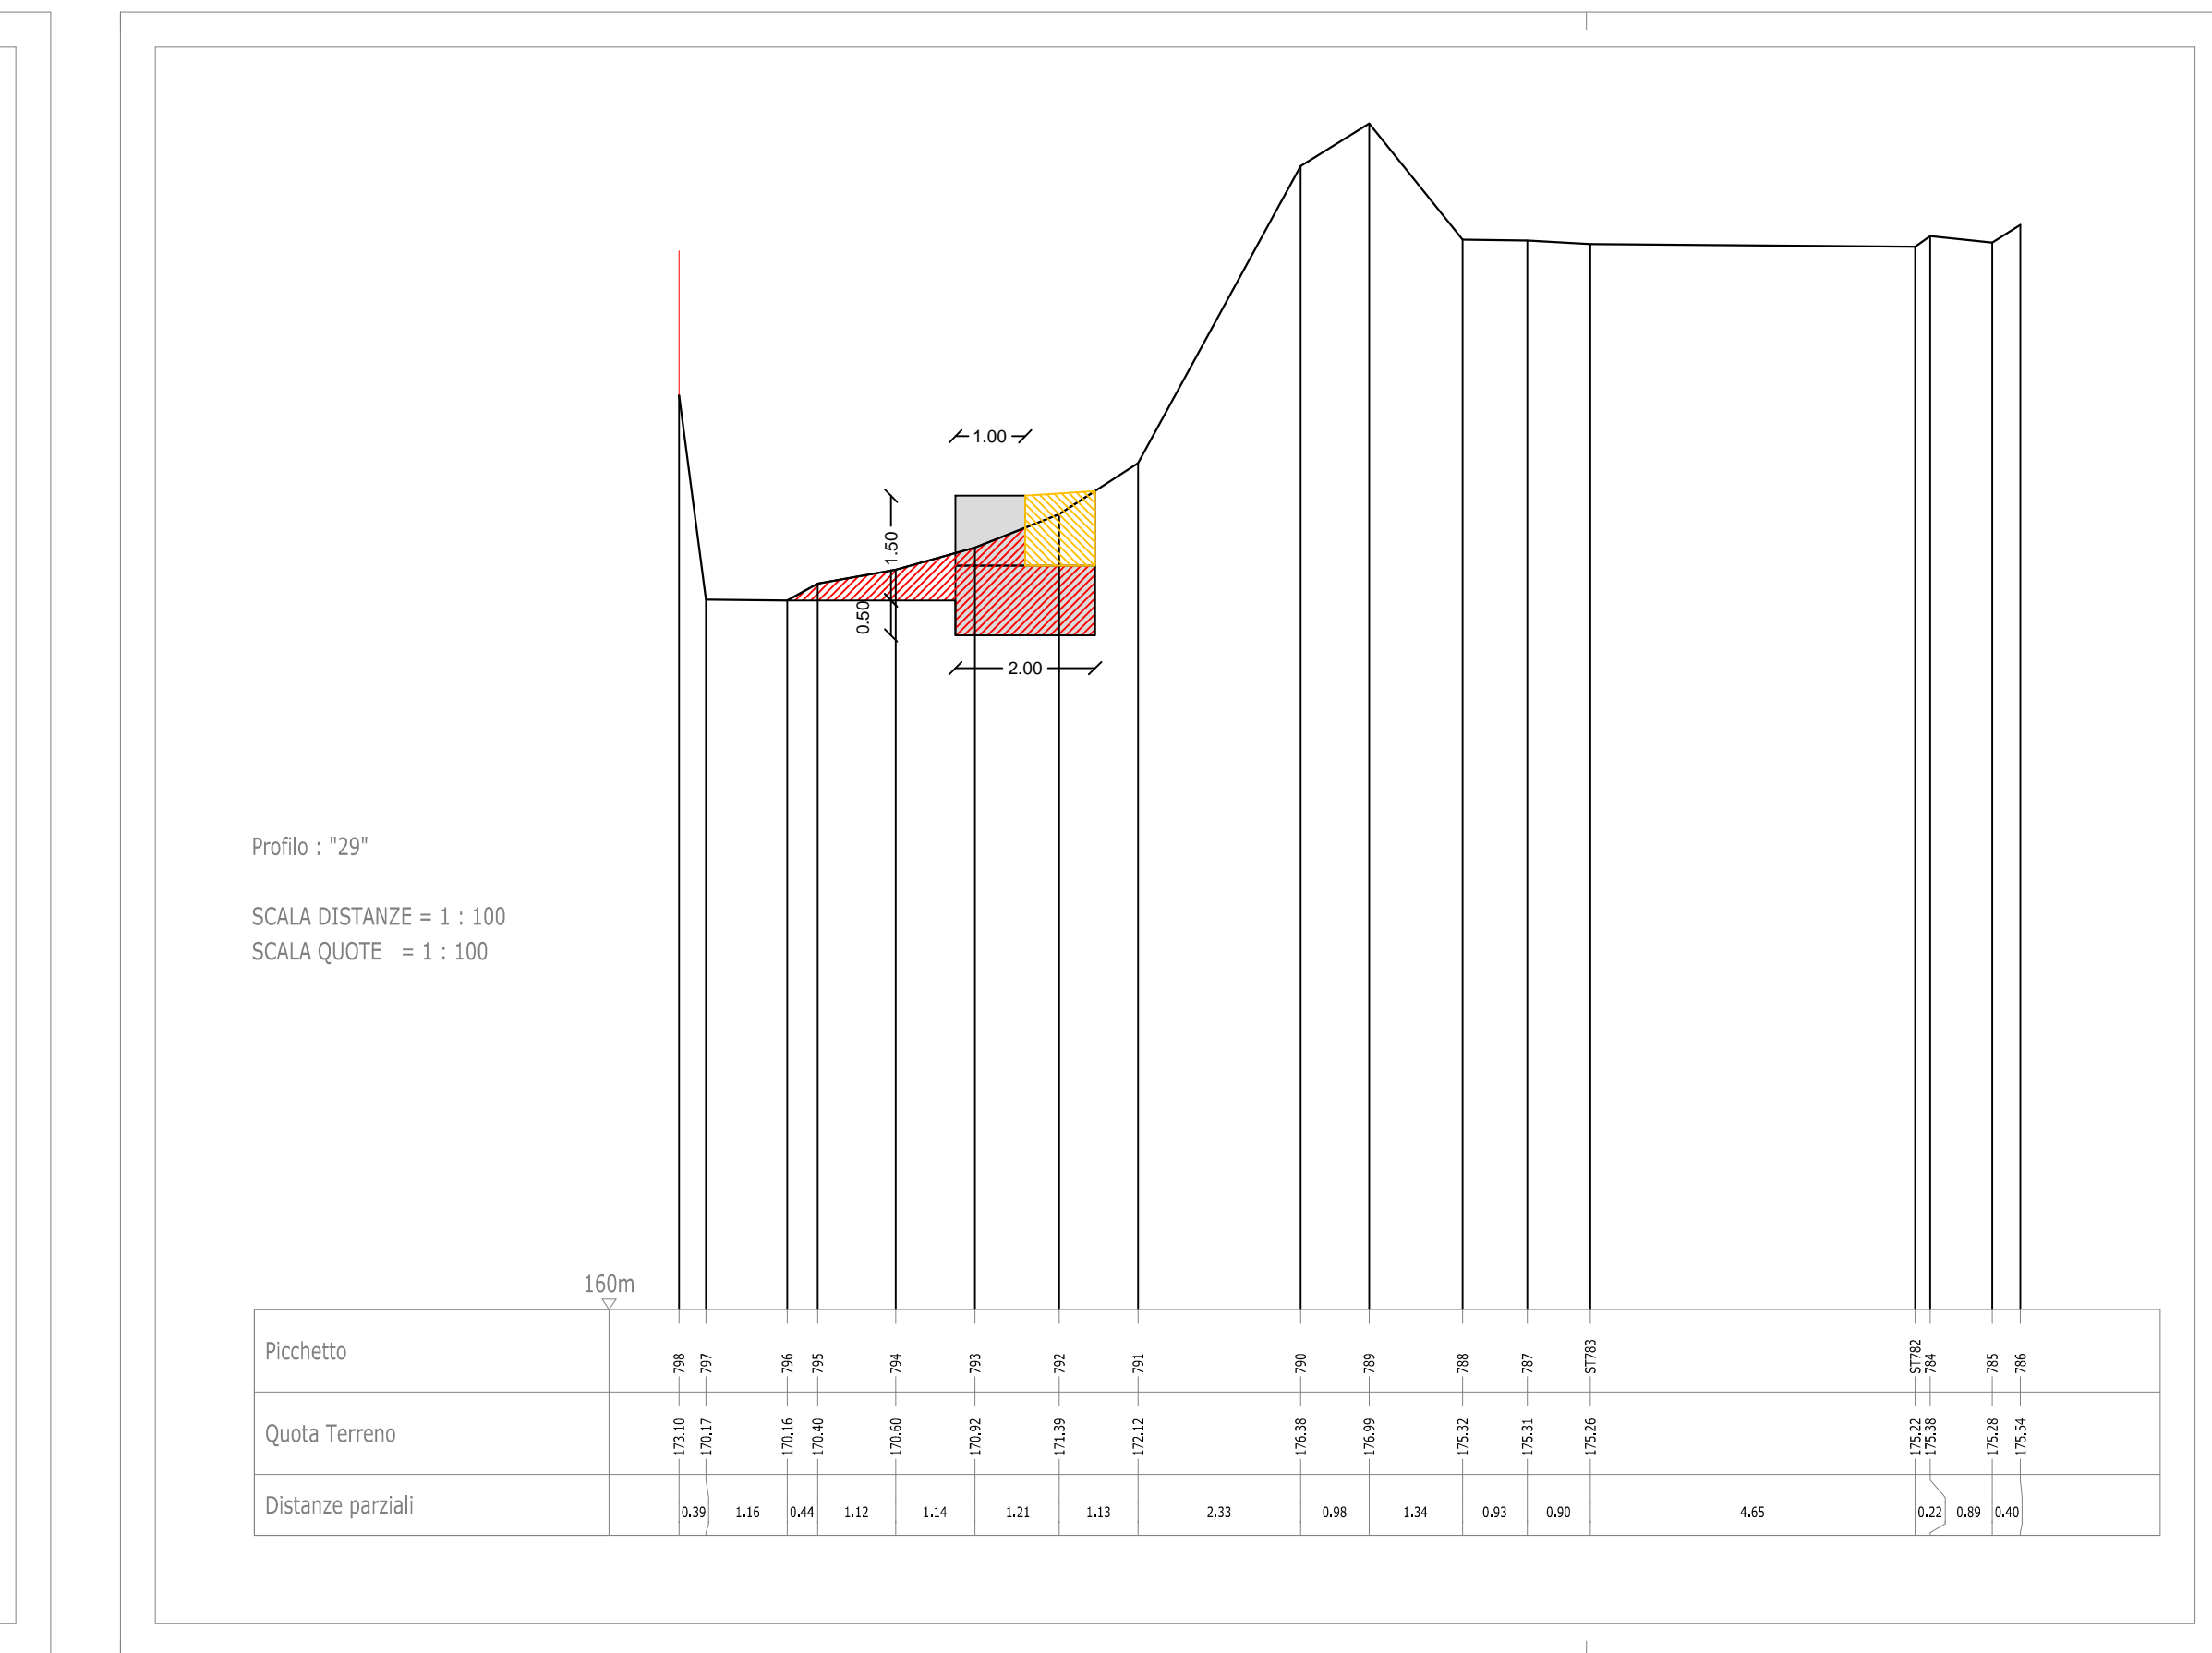 1.00
1.50
0.50
2.00
Profilo : "29"
SCALA DISTANZE = 1 : 100
SCALA QUOTE = 1 : 100
160m
Picchetto 798 797 796 795 794 793 792 791 790 789 788 787 ST783 ST782 784 785 786
Quota Terreno 173.10 170.17 170.16 170.40 170.60 170.92 171.39 172.12 176.38 176.99 175.32 175.31 175.26 175.22 175.38 175.28 175.54
Distanze parziali 0.39 1.16 0.44 1.12 1.14 1.21 1.13 2.33 0.98 1.34 0.93 0.90 4.65 0.22 0.89 0.40